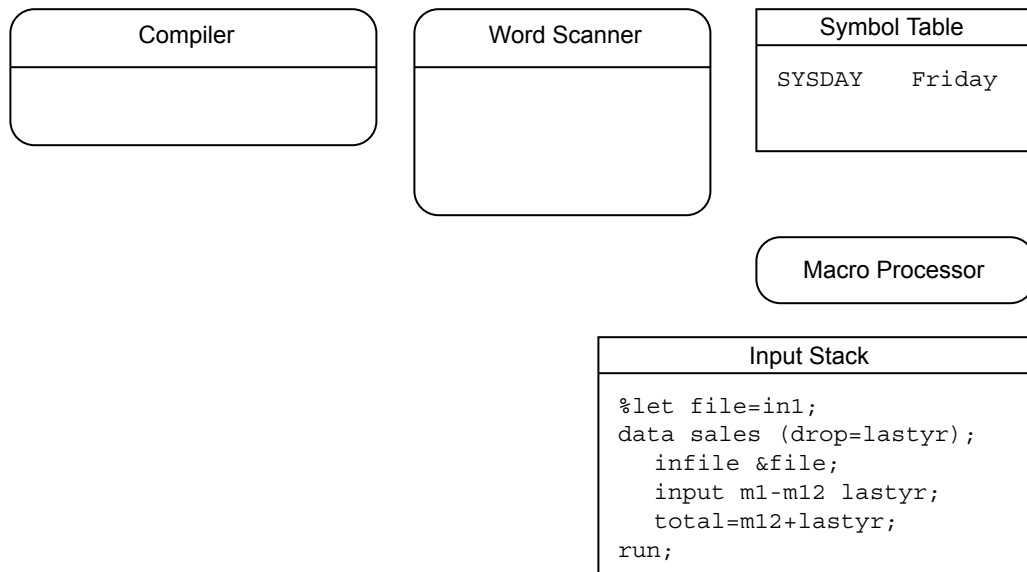 Compiler
Word Scanner
Symbol Table
SYSDAY Friday
Macro Processor
Input Stack
%let file=in1;
data sales (drop=lastyr);
infile &file;
input m1-m12 lastyr;
total=m12+lastyr;
run;